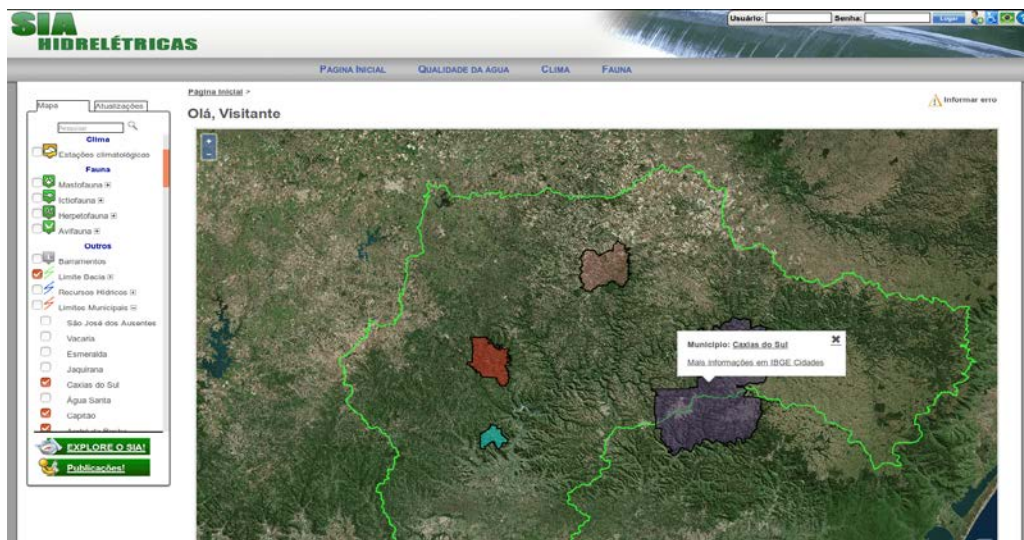 SIA
HIDRELÉTRICAS
Usuário:
Senha:
Logar
PÁGINA INICIAL
QUALIDADE DA ÁGUA
CLIMA
FAUNA
Página Inicial >
Informar erro
Olá, Visitante
Mapa
Atualizações
Pesquisar
Clima
Estações climatológicas
Fauna
Mastofauna
Ictiofauna
Herpetofauna
Avifauna
Outros
Barramentos
Limite Bacia
Recursos Hídricos
Limites Municipais
São José dos Ausentes
Vacaria
Esmeralda
Jaquirana
Caxias do Sul
Água Santa
Capitão
EXPLORE O SIA!
Publicações!
+
-
Município: Caxias do Sul
Mais informações em IBGE Cidades